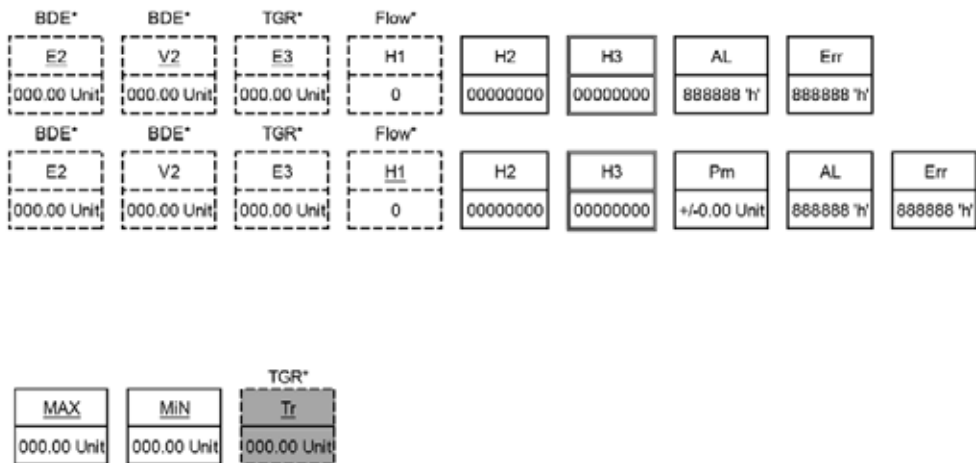 BDE* BDE* TGR* Flow*
E2 V2 E3 H1 H2 H3 AL Err
000.00 Unit 000.00 Unit 000.00 Unit 0 00000000 00000000 888888 'h' 888888 'h'
BDE* BDE* TGR* Flow*
E2 V2 E3 H1 H2 H3 Pm AL Err
000.00 Unit 000.00 Unit 000.00 Unit 0 00000000 00000000 +/-0.00 Unit 888888 'h' 888888 'h'
TGR*
MAX MiN Tr
000.00 Unit 000.00 Unit 000.00 Unit